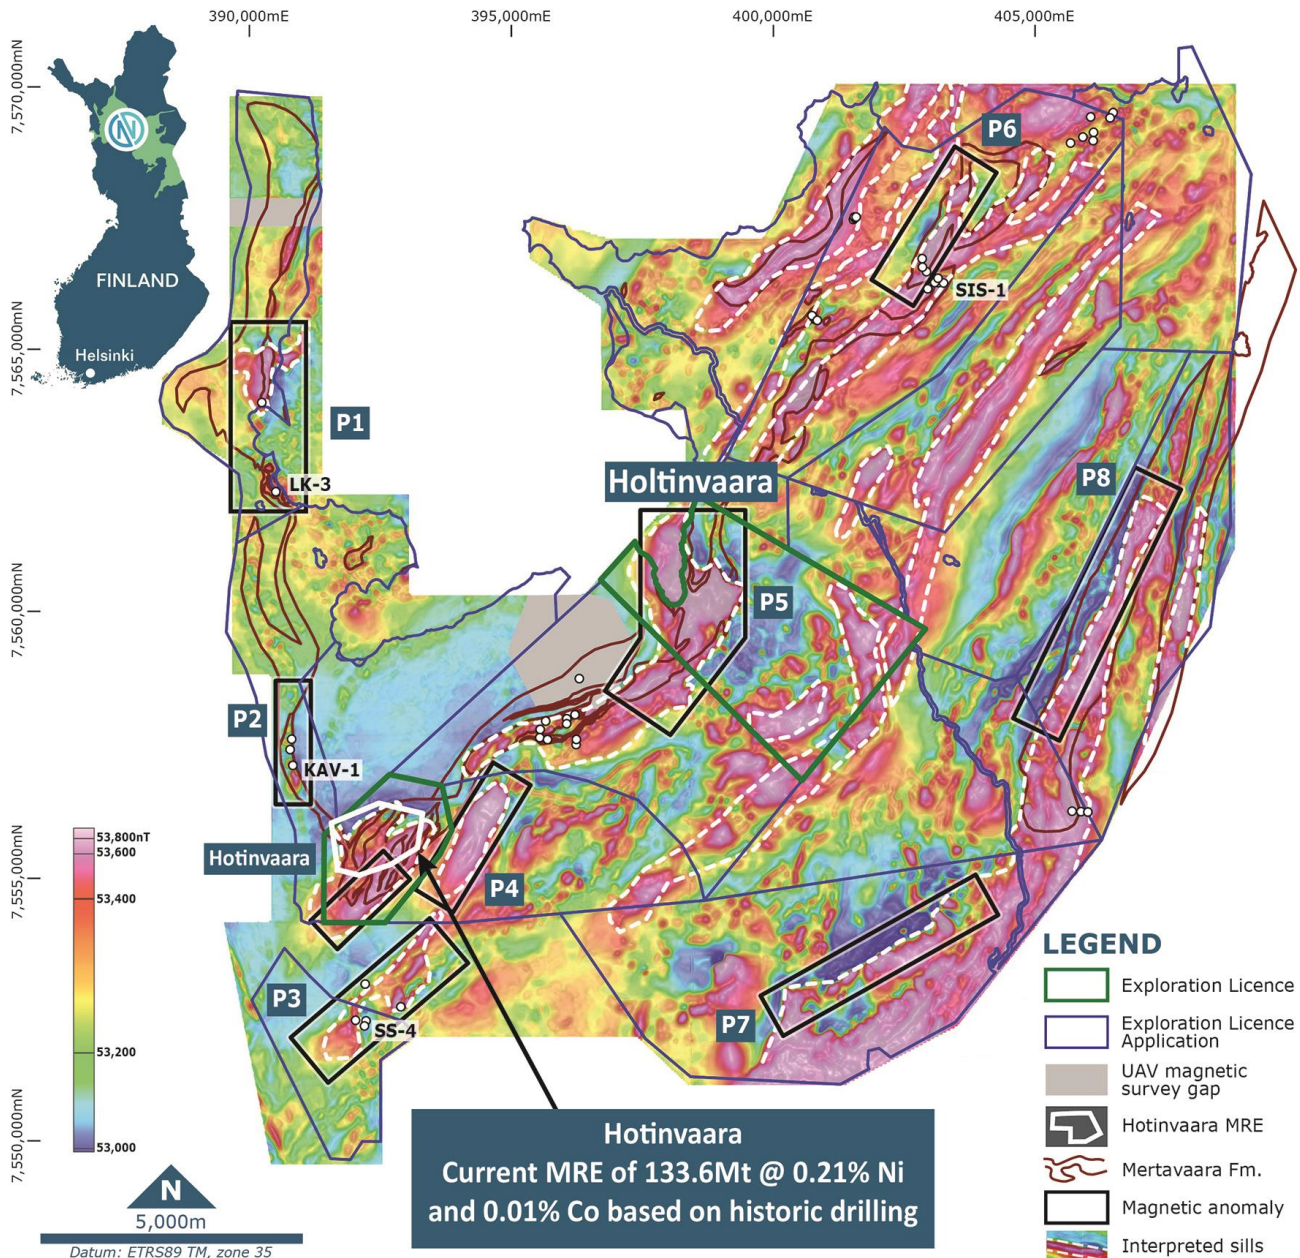 390,000mE
395,000mE
400,000mE
405,000mE
7,570,000mN
7,565,000mN
7,560,000mN
7,555,000mN
7,550,000mN
FINLAND
Helsinki
P6
SIS-1
P1
LK-3
P8
Holtinvaara
P5
P2
KAV-1
Hotinvaara
P4
P3
SS-4
P7
53,800nT
53,600
53,400
53,200
53,000
N
5,000m
Datum: ETRS89 TM, zone 35
Hotinvaara
Current MRE of 133.6Mt @ 0.21% Ni
and 0.01% Co based on historic drilling
LEGEND
Exploration Licence
Exploration Licence
Application
UAV magnetic
survey gap
Hotinvaara MRE
Mertavaara Fm.
Magnetic anomaly
Interpreted sills